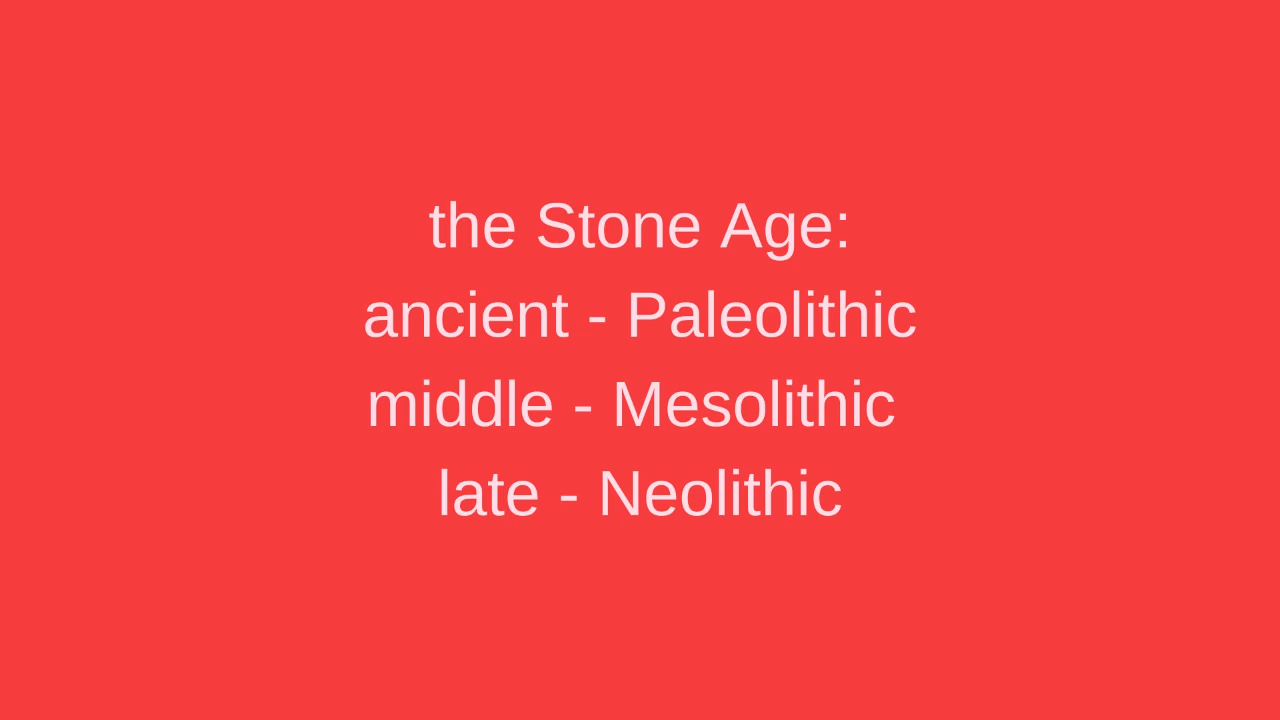 the Stone Age:
ancient - Paleolithic
middle - Mesolithic
late - Neolithic